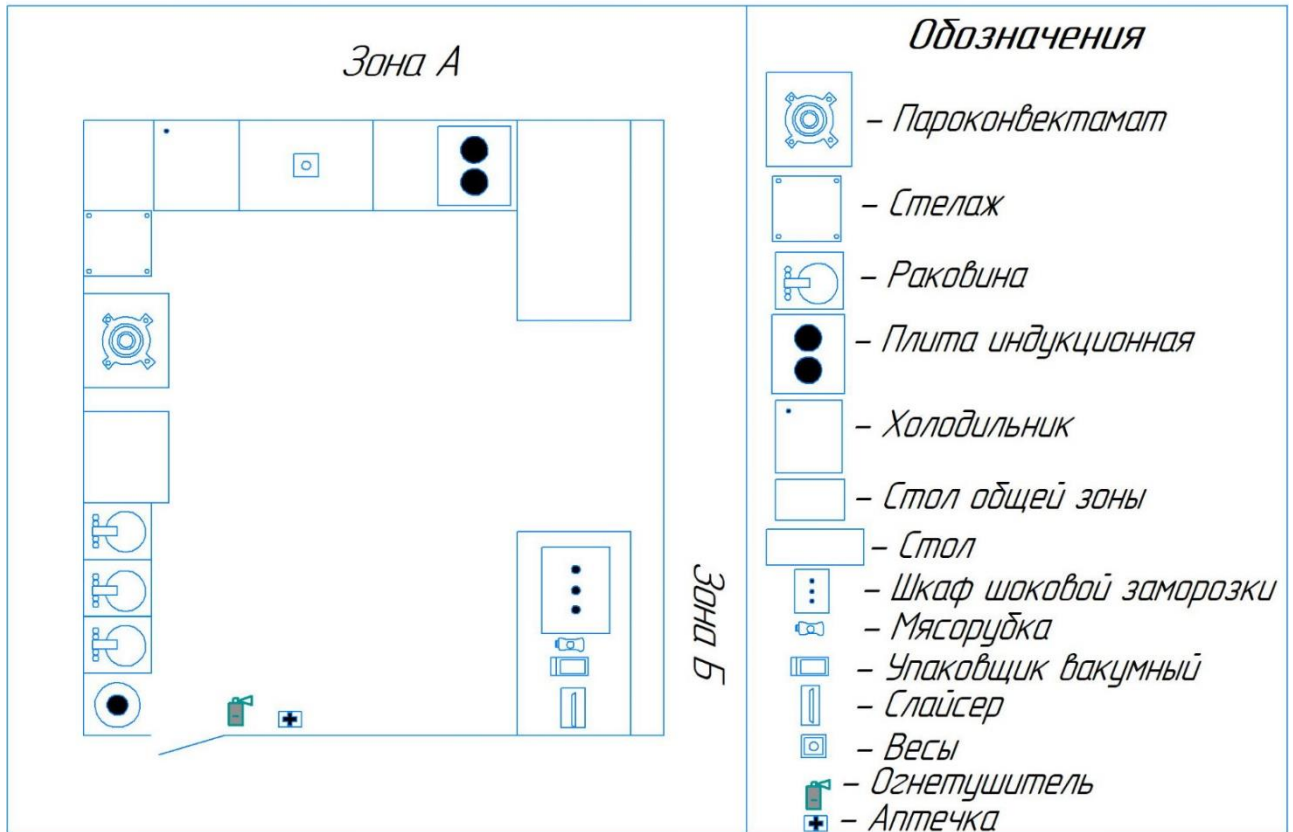 Зона А
Зона Б
Обозначения
– Пароконвектамат
– Стелаж
– Раковина
– Плита индукционная
– Холодильник
– Стол общей зоны
– Стол
– Шкаф шоковой заморозки
– Мясорубка
– Упаковщик вакумный
– Слайсер
– Весы
– Огнетушитель
– Аптечка